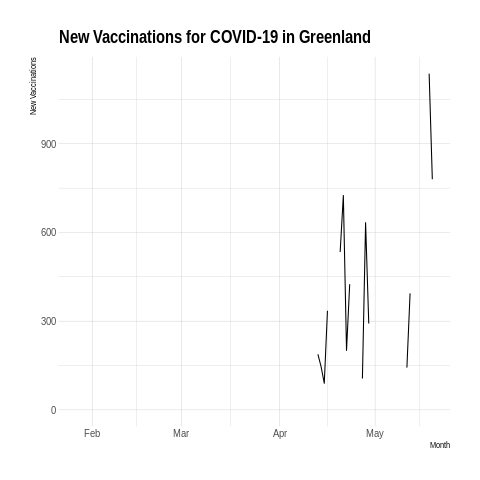 New Vaccinations for COVID-19 in Greenland
New Vaccinations
900
600
300
0
Feb Mar Apr May
Month